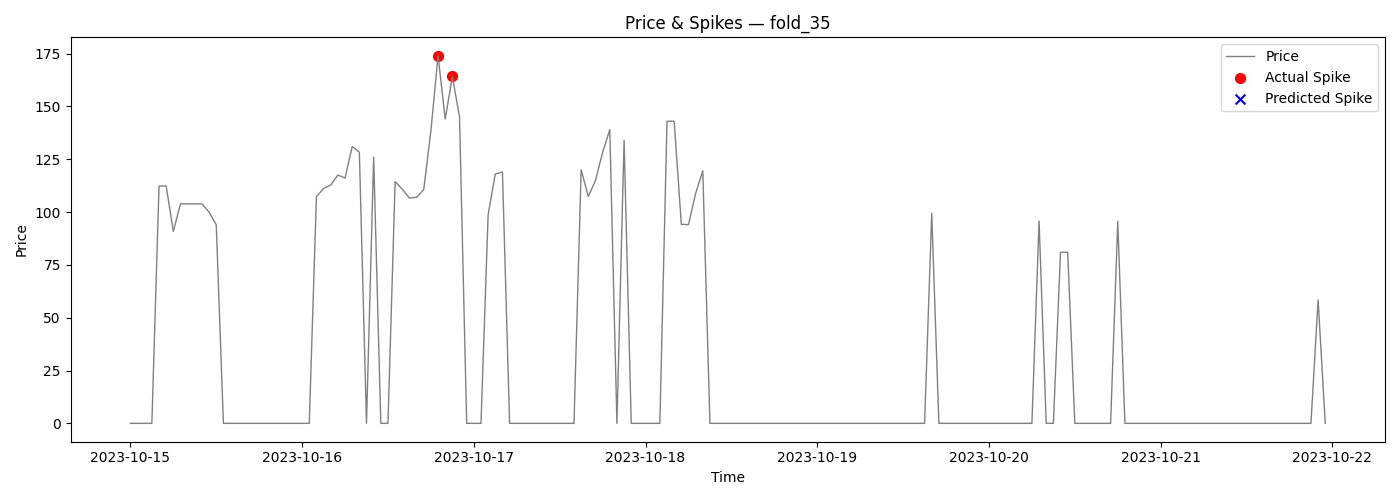 Price & Spikes — fold_35
Price
Actual Spike
Predicted Spike
175
150
125
100
75
50
25
0
Price
2023-10-15
2023-10-16
2023-10-17
2023-10-18
2023-10-19
2023-10-20
2023-10-21
2023-10-22
Time